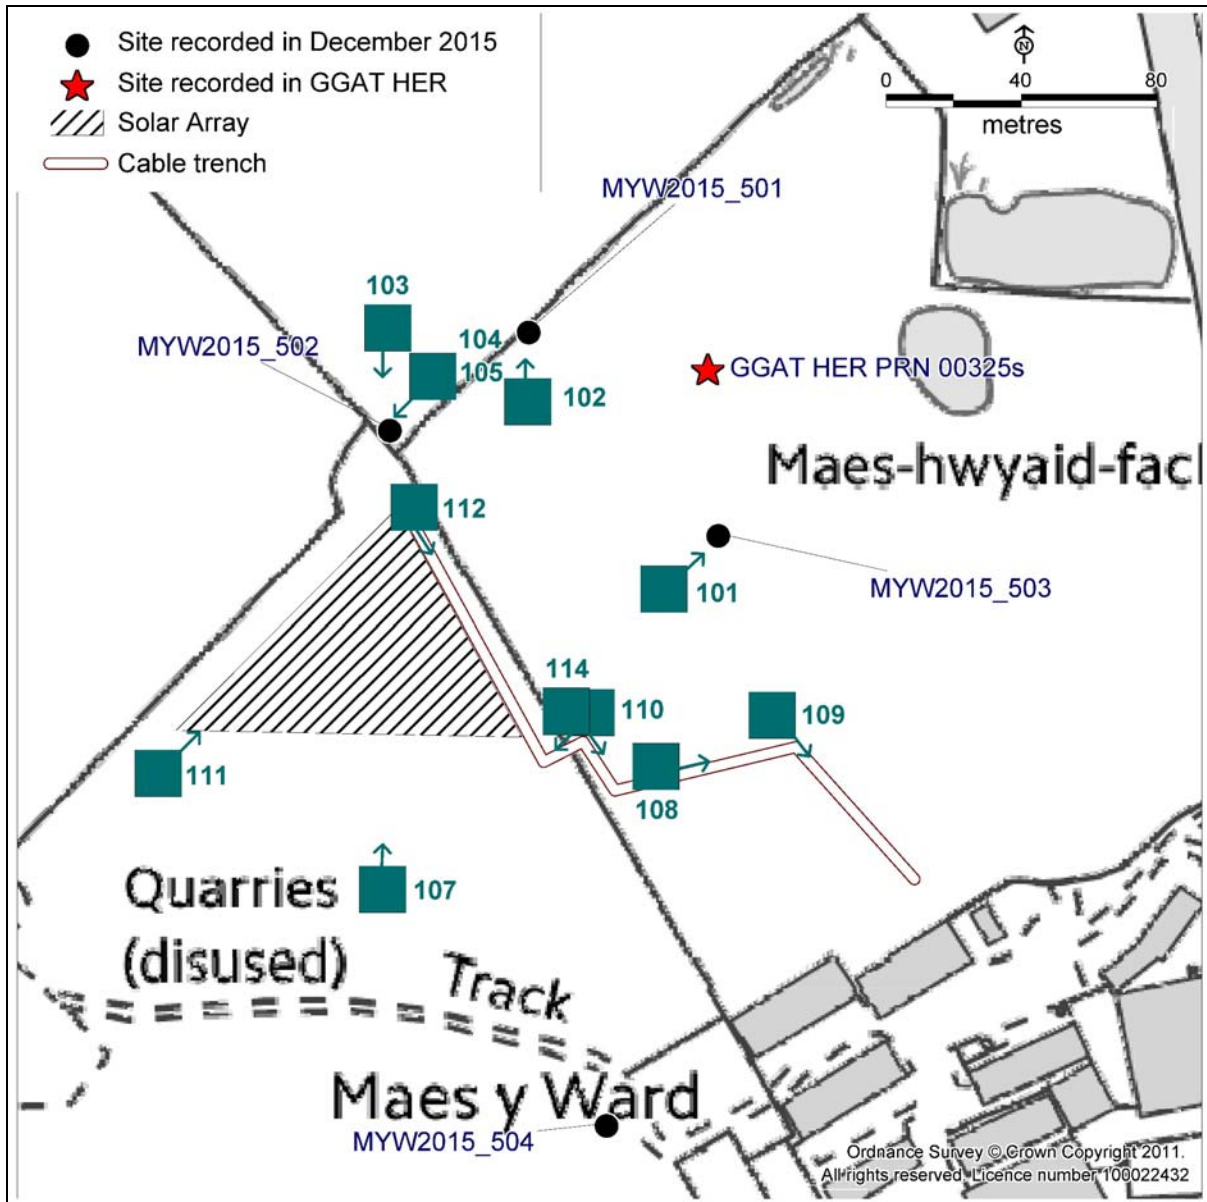 Site recorded in December 2015
Site recorded in GGAT HER
Solar Array
Cable trench
N
0 40 80
metres
MYW2015_501
103
MYW2015_502
104
105
102
GGAT HER PRN 00325s
Maes-hwyaid-fach
112
101
MYW2015_503
114
110
109
111
108
107
Quarries
(disused)
Track
Maes y Ward
MYW2015_504
Ordnance Survey © Crown Copyright 2011.
All rights reserved. Licence number 100022432